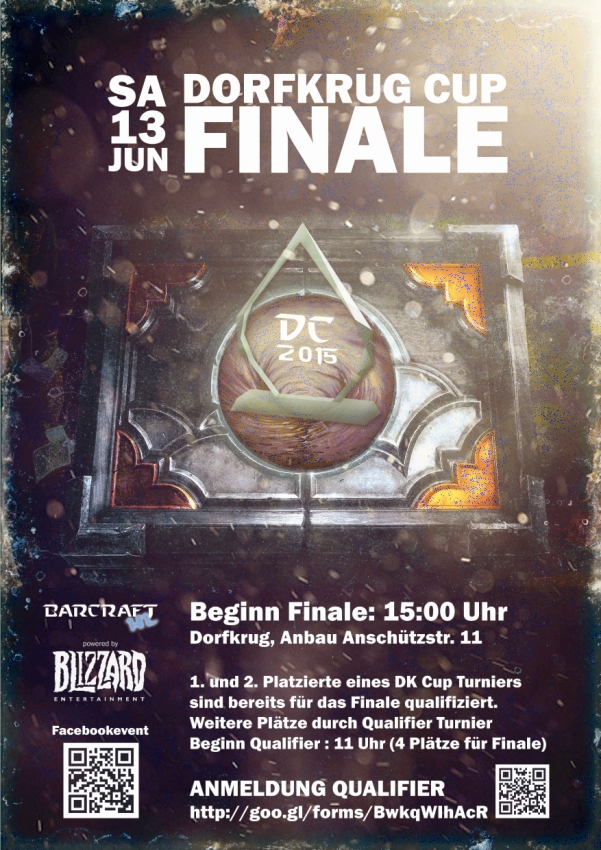 SA
13
JUN
DORFKRUG CUP
FINALE
DC
2015
BARCRAFT
powered by
BLIZZARD
ENTERTAINMENT
Facebookevent
Beginn Finale: 15:00 Uhr
Dorfkrug, Anbau Anschützstr. 11
1. und 2. Platzierte eines DK Cup Turniers
sind bereits für das Finale qualifiziert.
Weitere Plätze durch Qualifier Turnier
Beginn Qualifier : 11 Uhr (4 Plätze für Finale)
ANMELDUNG QUALIFIER
http://goo.gl/forms/BwkqWIhAcR